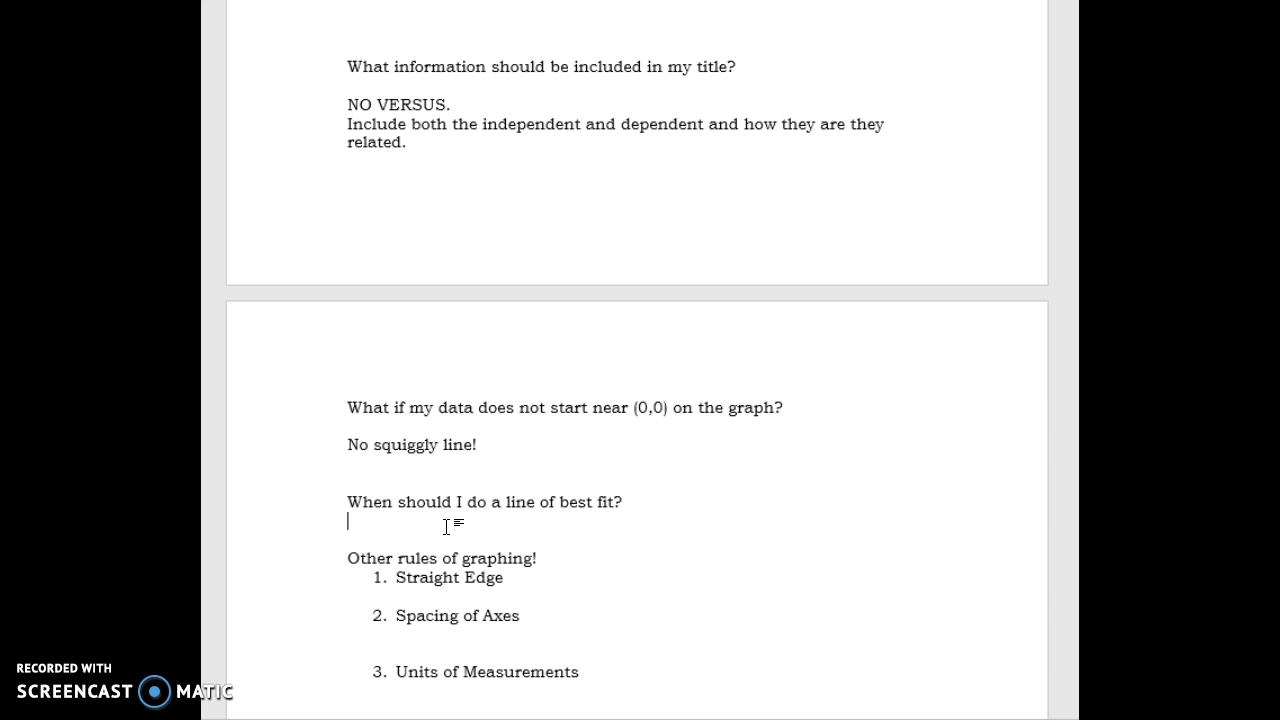 What information should be included in my title?
NO VERSUS.
Include both the independent and dependent and how they are they
related.
What if my data does not start near (0,0) on the graph?
No squiggly line!
When should I do a line of best fit?
Other rules of graphing!
1. Straight Edge
2. Spacing of Axes
3. Units of Measurements
RECORDED WITH
SCREENCAST MATIC